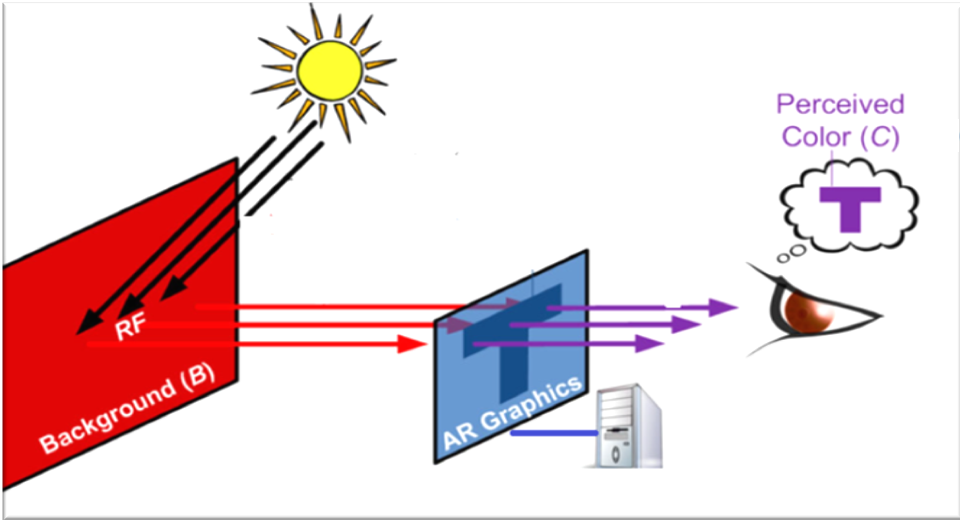 Perceived
Color (C)
T
RF
Background (B)
T
AR Graphics